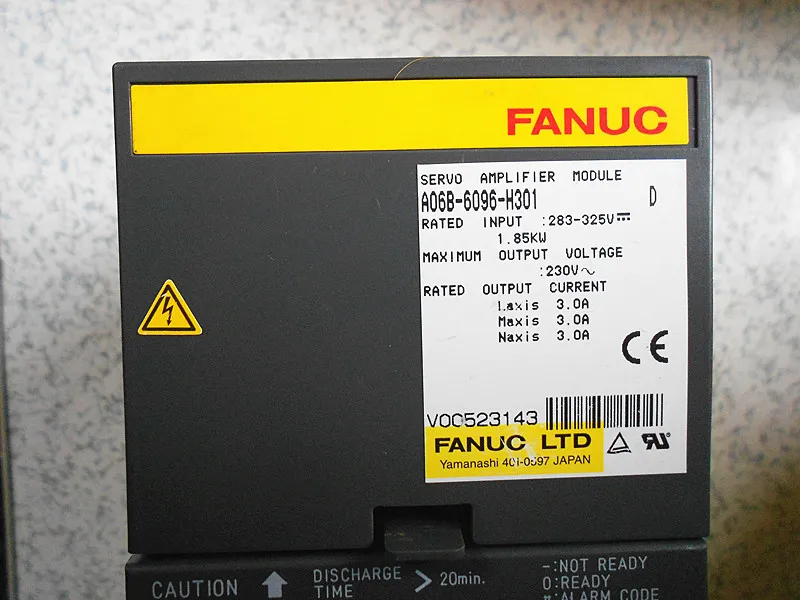 FANUC
SERVO AMPLIFIER MODULE
A06B-6096-H301 D
RATED INPUT :283-325V⎓
1.85KW
MAXIMUM OUTPUT VOLTAGE
:230V～
RATED OUTPUT CURRENT
Laxis 3.0A
Maxis 3.0A
Naxis 3.0A
CE
V00523143
FANUC LTD
Yamanashi 401-0597 JAPAN
CAUTION DISCHARGE TIME > 20min.
-:NOT READY
0:READY
#:ALARM CODE